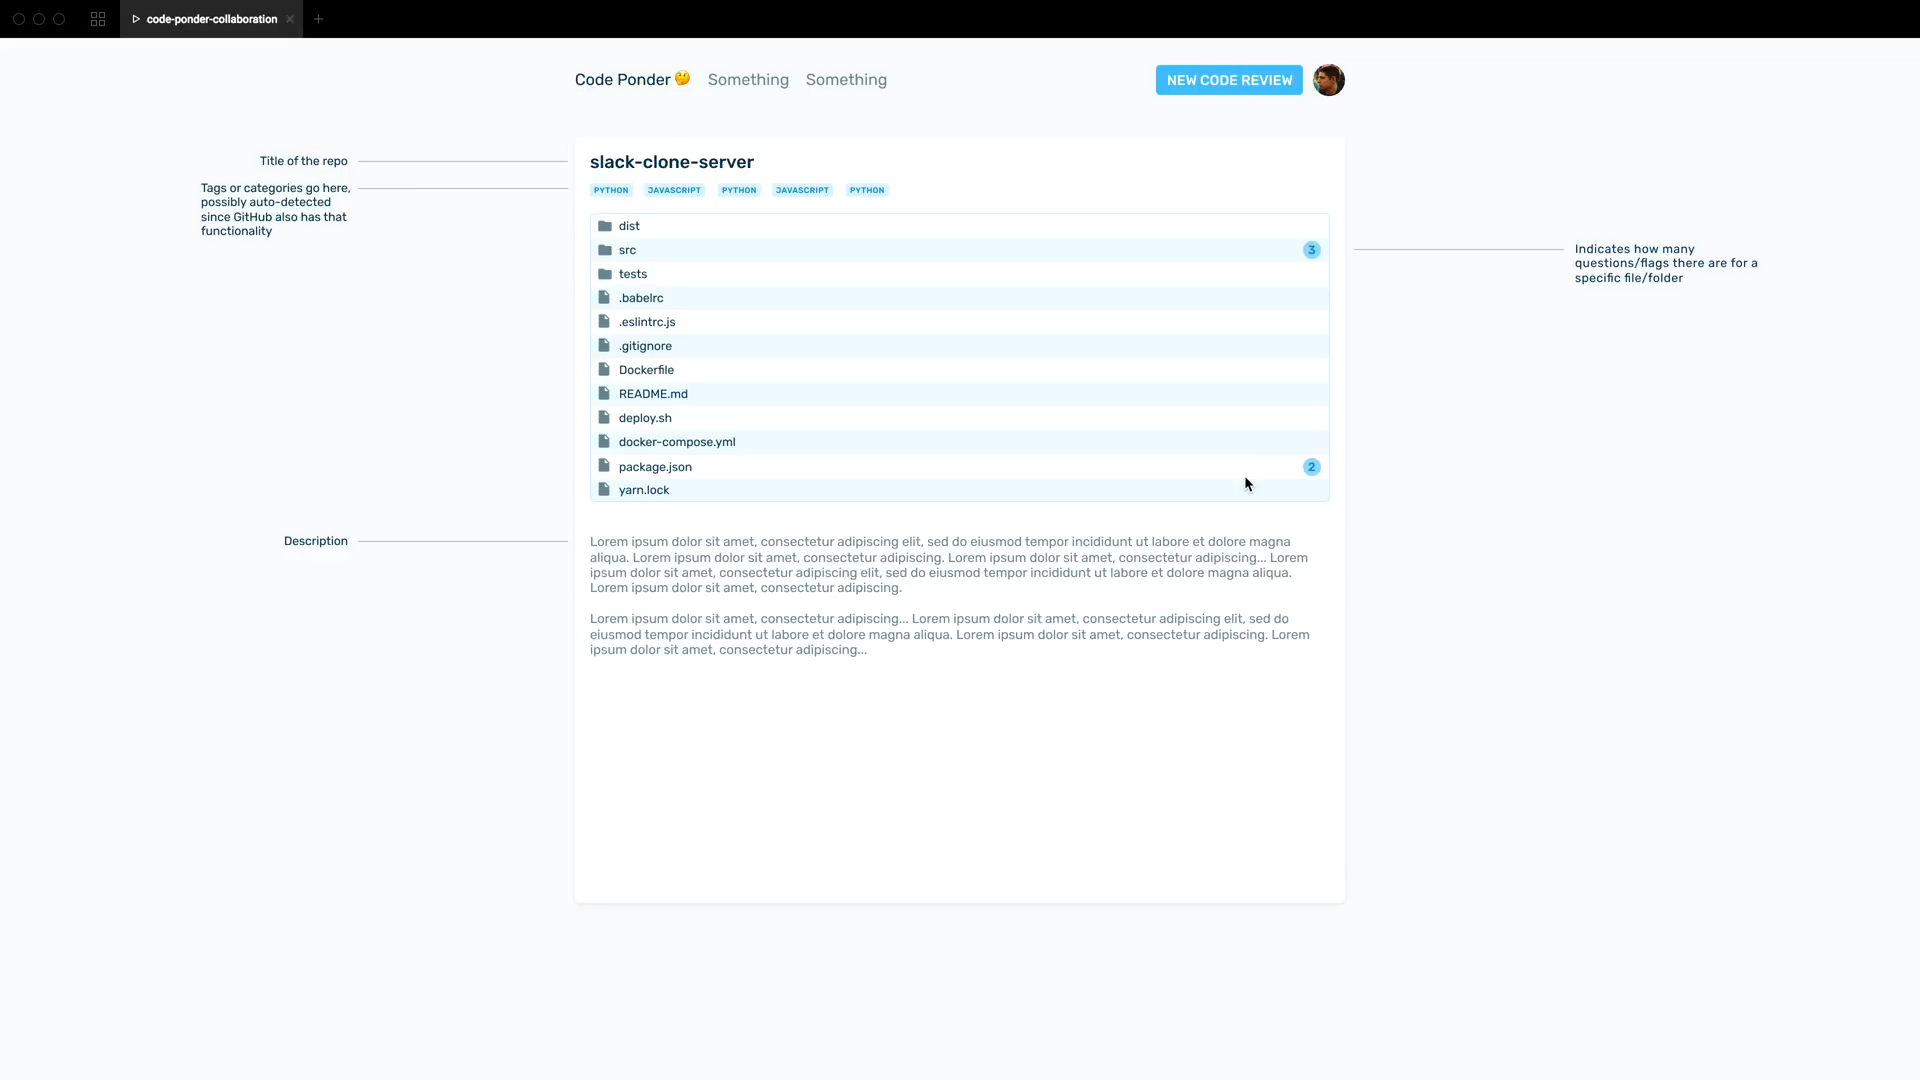 code-ponder-collaboration
Code Ponder 🤔 Something Something
NEW CODE REVIEW
Title of the repo
Tags or categories go here,
possibly auto-detected
since GitHub also has that
functionality
slack-clone-server
PYTHON JAVASCRIPT PYTHON JAVASCRIPT PYTHON
dist
src 3
tests
.babelrc
.eslintrc.js
.gitignore
Dockerfile
README.md
deploy.sh
docker-compose.yml
package.json 2
yarn.lock
Indicates how many
questions/flags there are for a
specific file/folder
Description
Lorem ipsum dolor sit amet, consectetur adipiscing elit, sed do eiusmod tempor incididunt ut labore et dolore magna
aliqua. Lorem ipsum dolor sit amet, consectetur adipiscing. Lorem ipsum dolor sit amet, consectetur adipiscing... Lorem
ipsum dolor sit amet, consectetur adipiscing elit, sed do eiusmod tempor incididunt ut labore et dolore magna aliqua.
Lorem ipsum dolor sit amet, consectetur adipiscing.
Lorem ipsum dolor sit amet, consectetur adipiscing... Lorem ipsum dolor sit amet, consectetur adipiscing elit, sed do
eiusmod tempor incididunt ut labore et dolore magna aliqua. Lorem ipsum dolor sit amet, consectetur adipiscing. Lorem
ipsum dolor sit amet, consectetur adipiscing...